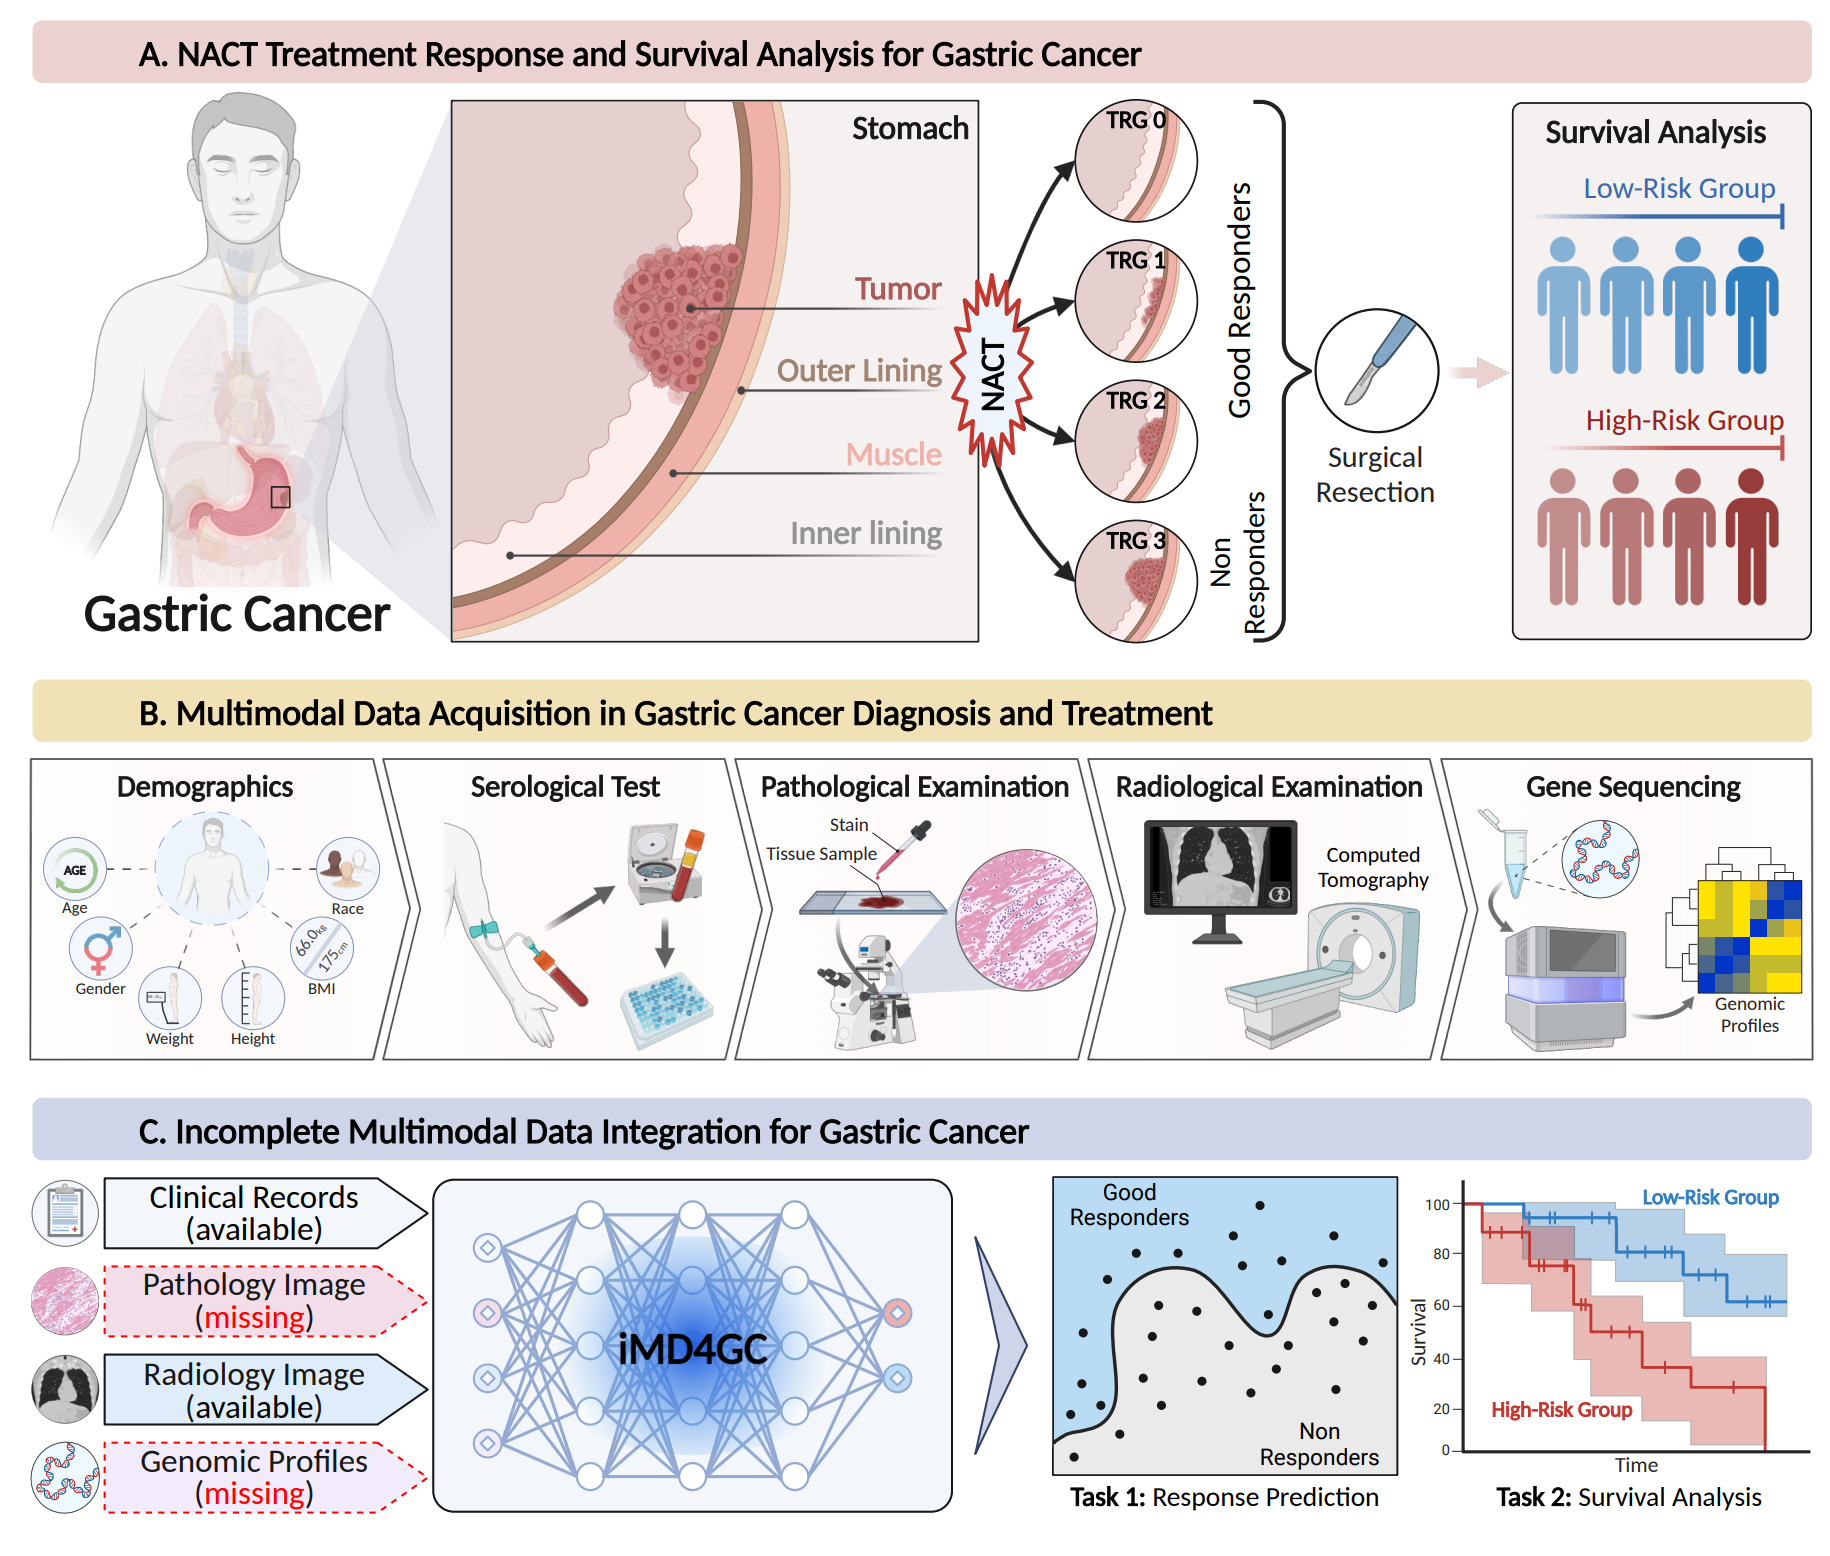 A. NACT Treatment Response and Survival Analysis for Gastric Cancer
Stomach
Tumor
Outer Lining
Muscle
Inner lining
Gastric Cancer
NACT
TRG 0
TRG 1
TRG 2
TRG 3
Good Responders
Non
Responders
Surgical
Resection
Survival Analysis
Low-Risk Group
High-Risk Group
B. Multimodal Data Acquisition in Gastric Cancer Diagnosis and Treatment
Demographics
AGE
Age
Gender
Weight
Height
66.0kg
175cm
BMI
Race
Serological Test
Pathological Examination
Stain
Tissue Sample
Radiological Examination
Computed
Tomography
Gene Sequencing
Genomic
Profiles
C. Incomplete Multimodal Data Integration for Gastric Cancer
Clinical Records
(available)
Pathology Image
(missing)
Radiology Image
(available)
Genomic Profiles
(missing)
iMD4GC
Good
Responders
Non
Responders
Task 1: Response Prediction
Survival
100
80
60
40
20
0
Low-Risk Group
High-Risk Group
Time
Task 2: Survival Analysis